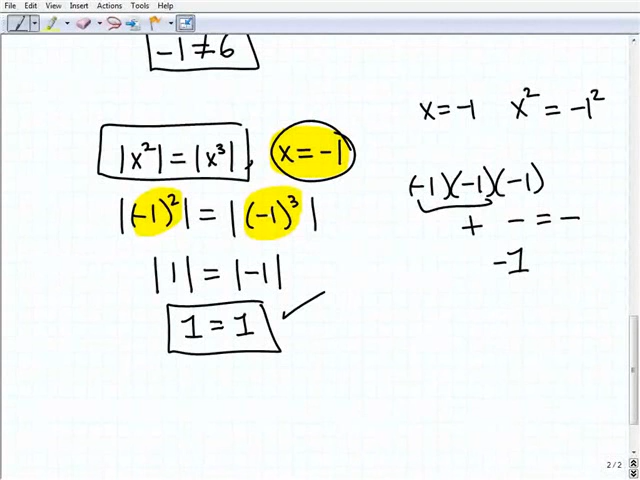 File Edit View Insert Actions Tools Help
-1 ≠ 6
x = -1 x² = -1²
|x²| = |x³|, x = -1
(-1)(-1)(-1)
|(-1)²| = |(-1)³|
+ - = -
-1
|1| = |-1|
1 = 1 ✓
2 / 2